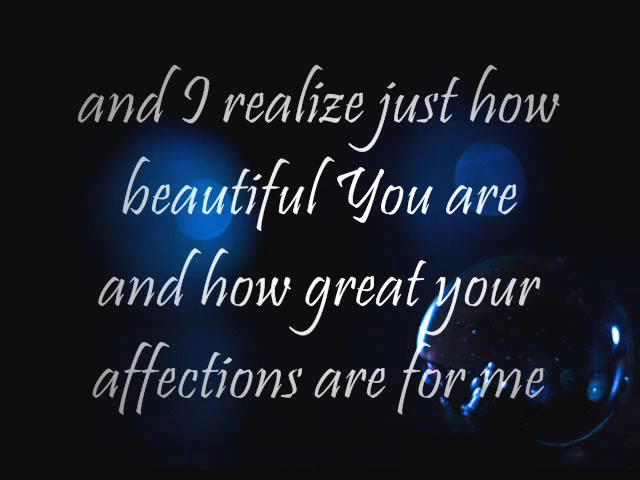 and I realize just how
beautiful You are
and how great your
affections are for me